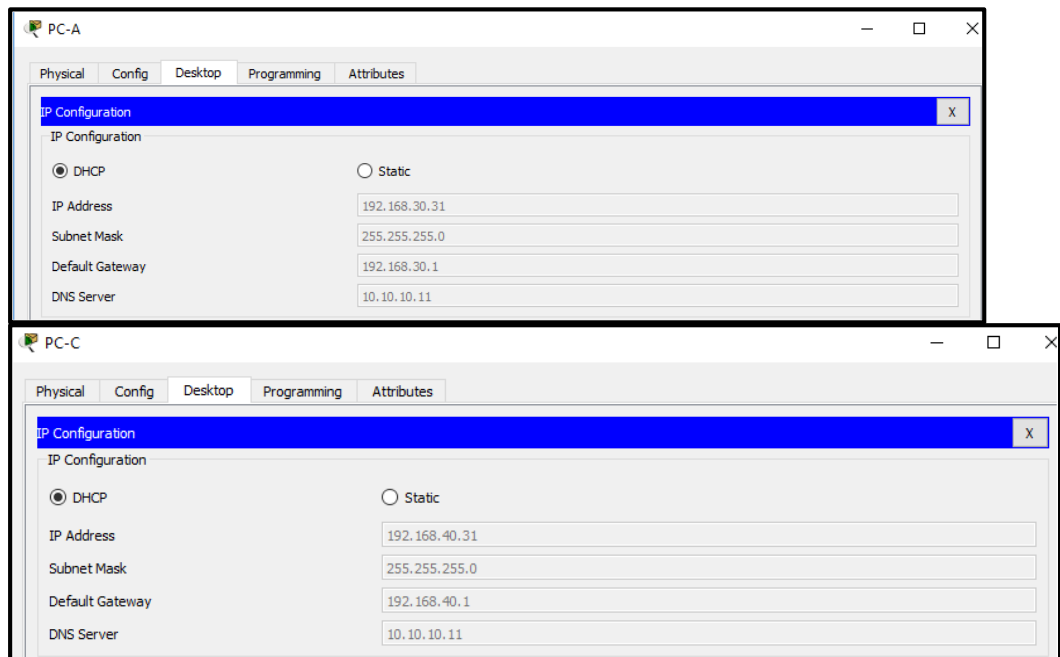 PC-A
Physical Config Desktop Programming Attributes
IP Configuration X
IP Configuration
DHCP Static
IP Address 192.168.30.31
Subnet Mask 255.255.255.0
Default Gateway 192.168.30.1
DNS Server 10.10.10.11
PC-C
Physical Config Desktop Programming Attributes
IP Configuration X
IP Configuration
DHCP Static
IP Address 192.168.40.31
Subnet Mask 255.255.255.0
Default Gateway 192.168.40.1
DNS Server 10.10.10.11